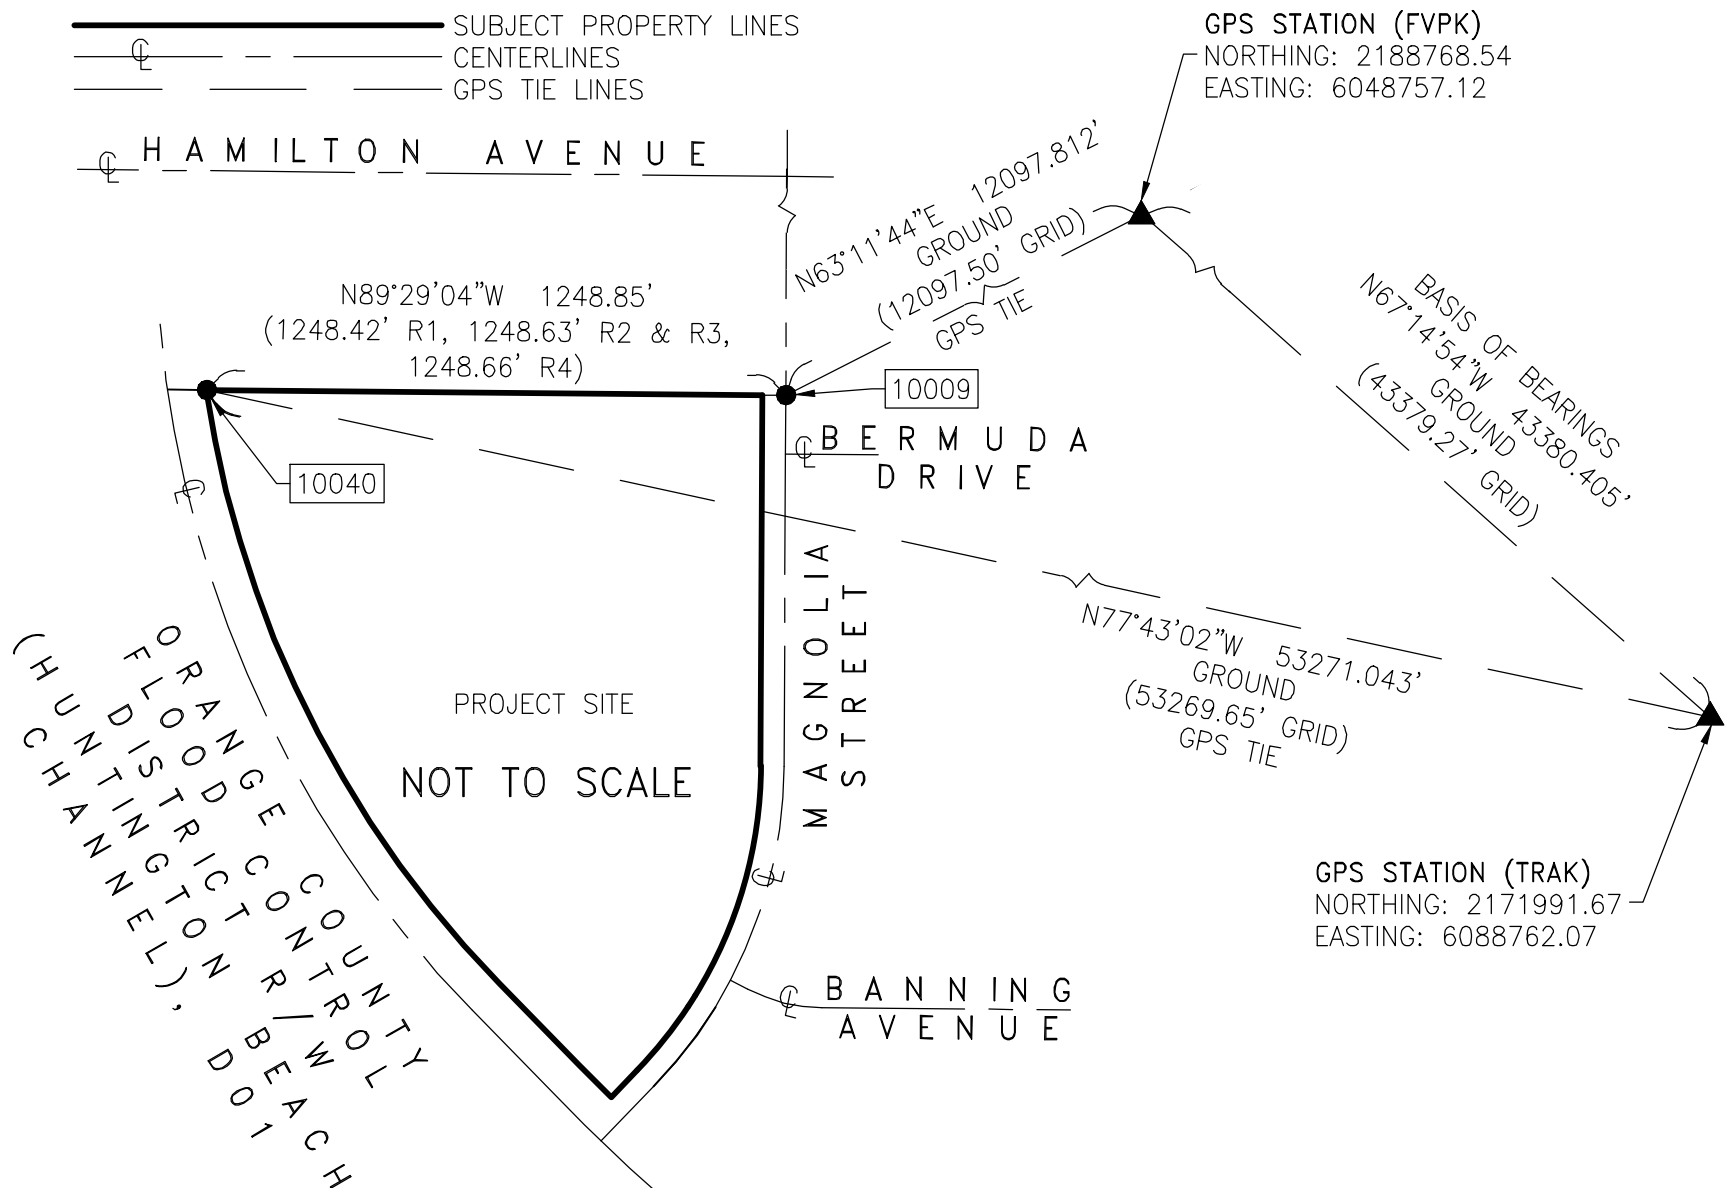 SUBJECT PROPERTY LINES
℄
CENTERLINES
GPS TIE LINES
GPS STATION (FVPK)
NORTHING: 2188768.54
EASTING: 6048757.12
℄ HAMILTON AVENUE
N63°11'44"E 12097.812'
GROUND
(12097.50' GRID)
GPS TIE
N89°29'04"W 1248.85'
(1248.42' R1, 1248.63' R2 & R3,
1248.66' R4)
BASIS OF BEARINGS
N67°14'54"W 43380.405'
GROUND
(43379.27' GRID)
10009
℄ BERMUDA
DRIVE
10040
℄
MAGNOLIA
STREET
N77°43'02"W 53271.043'
GROUND
(53269.65' GRID)
GPS TIE
PROJECT SITE
NOT TO SCALE
ORANGE COUNTY
FLOOD CONTROL
DISTRICT R/W
(HUNTINGTON BEACH
CHANNEL), D01
℄
GPS STATION (TRAK)
NORTHING: 2171991.67
EASTING: 6088762.07
℄ BANNING
AVENUE